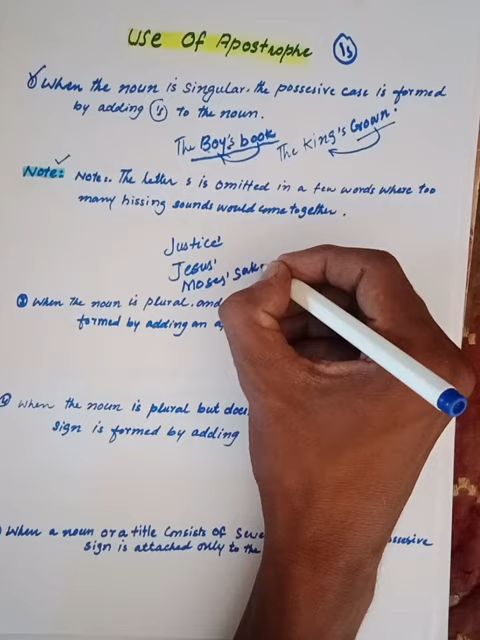 Use Of Apostrophe 's
When the noun is singular. the possesive case is formed
by adding 's to the noun.
The Boy's book The King's Crown.
Note: Note:. The letter s is omitted in a few words where too
many hissing sounds would come together.
Justice'
Jesus'
Moses' sake
③ When the noun is plural. and
formed by adding an
When the noun is plural but does
sign is formed by adding
When a noun or a title consists of
sign is attached only to the